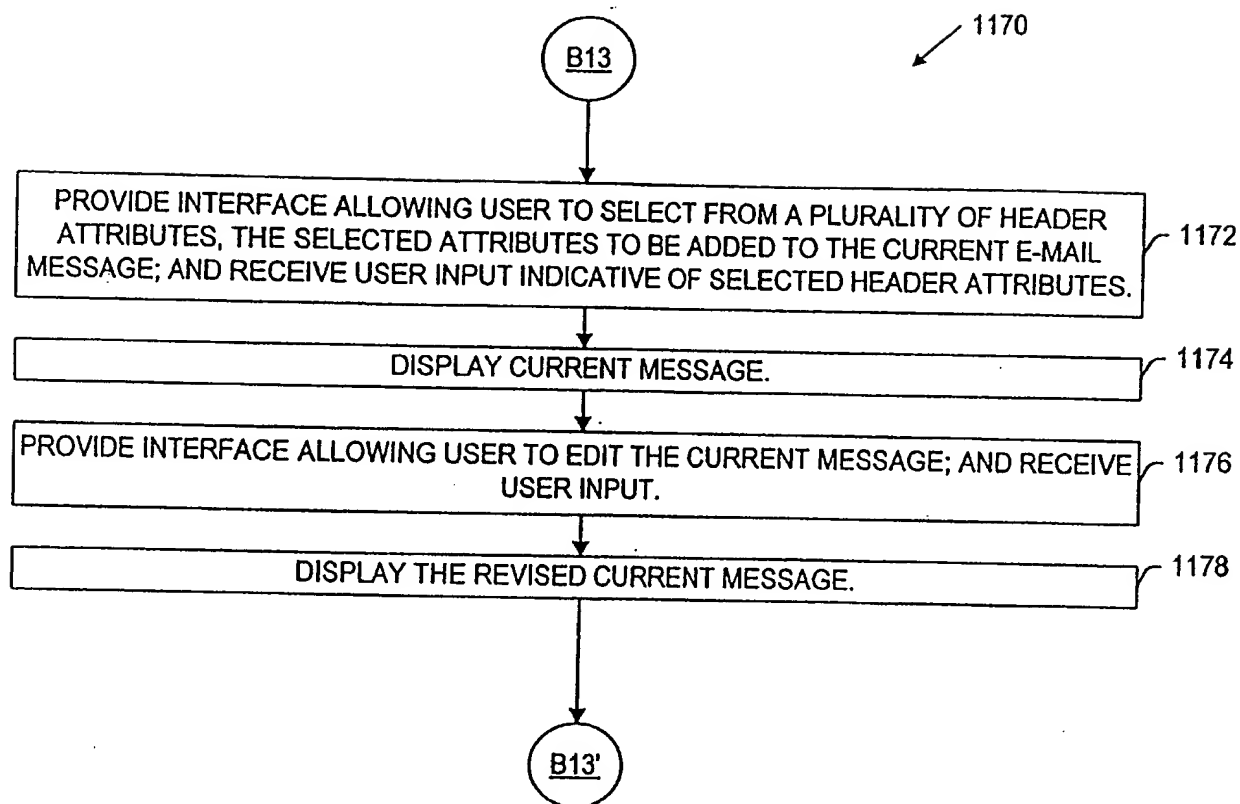 1170
B13
PROVIDE INTERFACE ALLOWING USER TO SELECT FROM A PLURALITY OF HEADER
ATTRIBUTES, THE SELECTED ATTRIBUTES TO BE ADDED TO THE CURRENT E-MAIL
MESSAGE; AND RECEIVE USER INPUT INDICATIVE OF SELECTED HEADER ATTRIBUTES.
1172
DISPLAY CURRENT MESSAGE.
1174
PROVIDE INTERFACE ALLOWING USER TO EDIT THE CURRENT MESSAGE; AND RECEIVE
USER INPUT.
1176
DISPLAY THE REVISED CURRENT MESSAGE.
1178
B13'